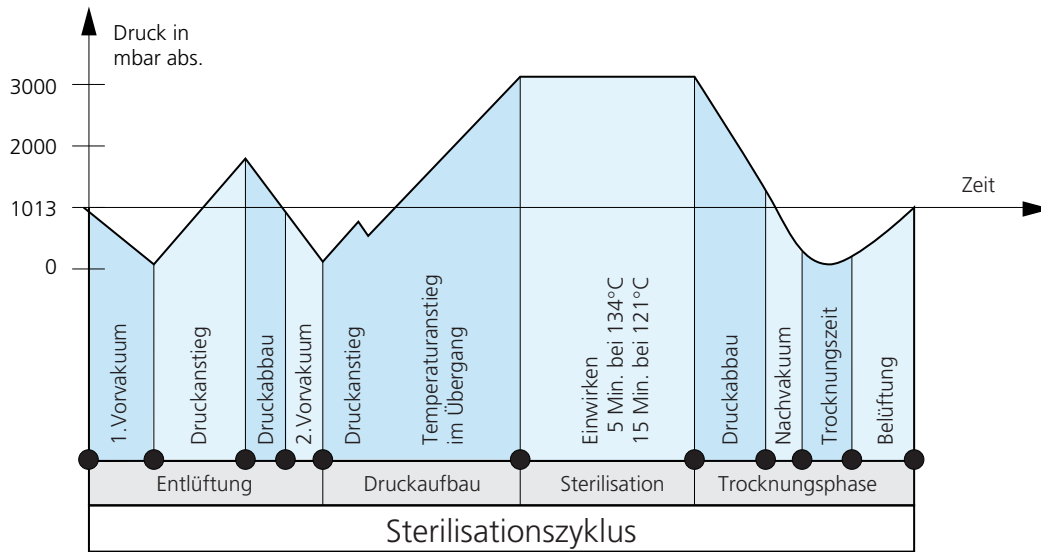 Druck in
mbar abs.
3000
2000
1013
0
Zeit
1. Vorvakuum
Druckanstieg
Druckabbau
2. Vorvakuum
Druckanstieg
Temperaturanstieg
im Übergang
Einwirken
5 Min. bei 134°C
15 Min. bei 121°C
Druckabbau
Nachvakuum
Trocknungszeit
Belüftung
Entlüftung
Druckaufbau
Sterilisation
Trocknungsphase
Sterilisationszyklus